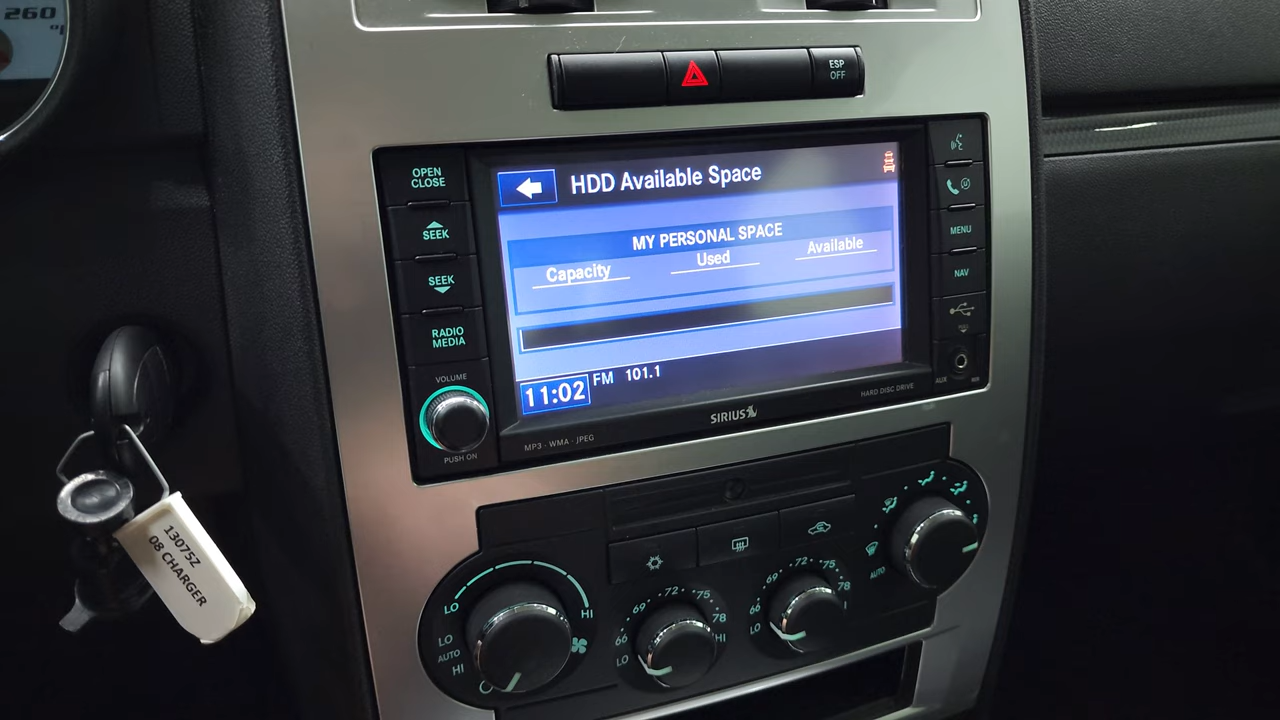 260
°F
ESP
OFF
OPEN
CLOSE
SEEK
SEEK
RADIO
MEDIA
VOLUME
PUSH ON
HDD Available Space
MY PERSONAL SPACE
Capacity Used Available
11:02 FM 101.1
MP3 · WMA · JPEG
SIRIUS
HARD DISC DRIVE
MENU
NAV
AUX
13075Z
08 CHARGER
LO HI
LO
AUTO
HI
LO 66 69 72 75 78 HI
LO 66 69 72 75 78
AUTO